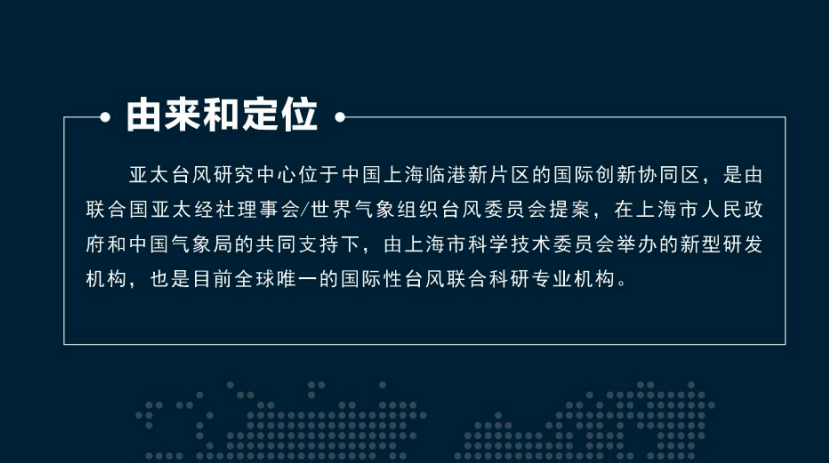 由来和定位
亚太台风研究中心位于中国上海临港新片区的国际创新协同区，是由
联合国亚太经社理事会/世界气象组织台风委员会提案，在上海市人民政
府和中国气象局的共同支持下，由上海市科学技术委员会举办的新型研发
机构，也是目前全球唯一的国际性台风联合科研专业机构。